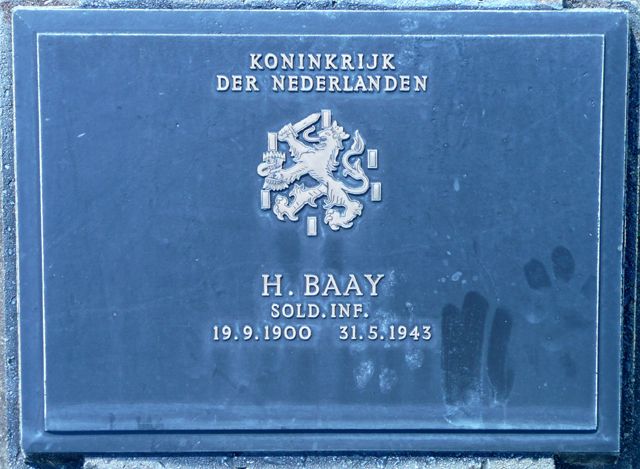 KONINKRIJK
DER NEDERLANDEN
H. BAAY
SOLD. INF.
19.9.1900 31.5.1943